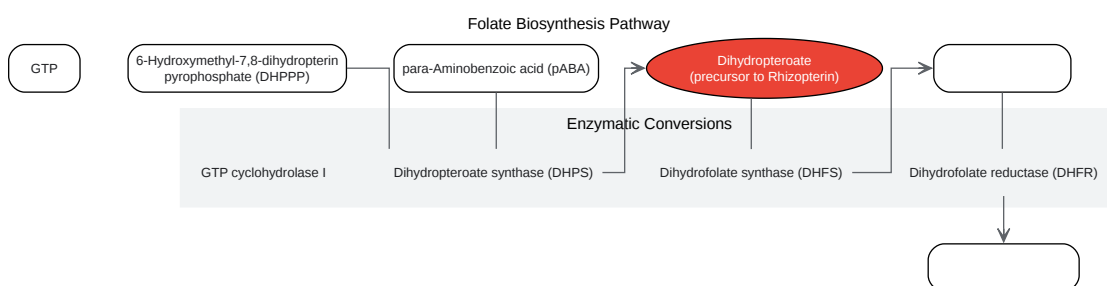 Folate Biosynthesis Pathway
GTP
6-Hydroxymethyl-7,8-dihydropterin
pyrophosphate (DHPPP)
para-Aminobenzoic acid (pABA)
Dihydropteroate
(precursor to Rhizopterin)
Enzymatic Conversions
GTP cyclohydrolase I
Dihydropteroate synthase (DHPS)
Dihydrofolate synthase (DHFS)
Dihydrofolate reductase (DHFR)